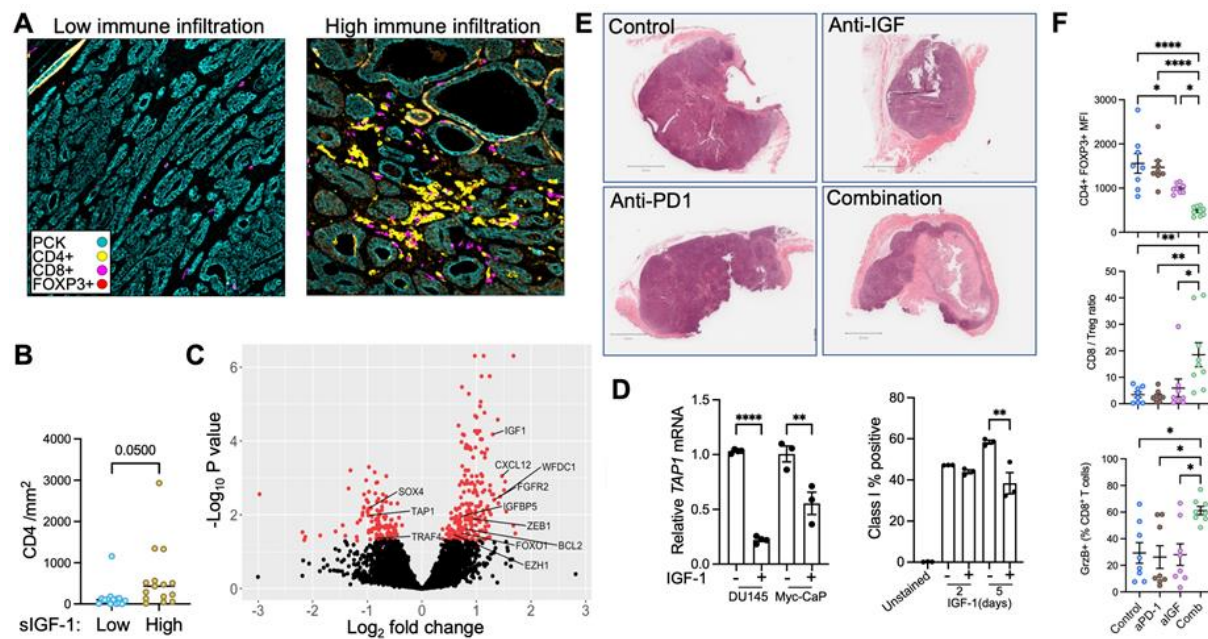 A
Low immune infiltration
High immune infiltration
PCK
CD4+
CD8+
FOXP3+
B
CD4 /mm2
4000
3000
2000
1000
500
0
0.0500
sIGF-1: Low High
C
-Log10 P value
6
4
2
0
IGF1
CXCL12
WFDC1
FGFR2
SOX4
IGFBP5
TAP1
ZEB1
TRAF4
BCL2
FOXO1
EZH1
-3 -2 -1 0 1 2 3
Log2 fold change
E
Control
Anti-IGF
Anti-PD1
Combination
D
Relative TAP1 mRNA
1.5
1.0
0.5
0.0
****
**
IGF-1 - + - +
DU145 Myc-CaP
Class I % positive
80
60
40
20
0
**
Unstained
- + - +
2 5
IGF-1(days)
F
CD4+ FOXP3+ MFI
3000
2000
1000
0
****
****
* *
CD8 / Treg ratio
50
40
30
20
10
0
**
**
*
GrzB+ (% CD8+ T cells)
120
100
80
60
40
20
0
*
*
*
Control aPD-1 aIGF Comb